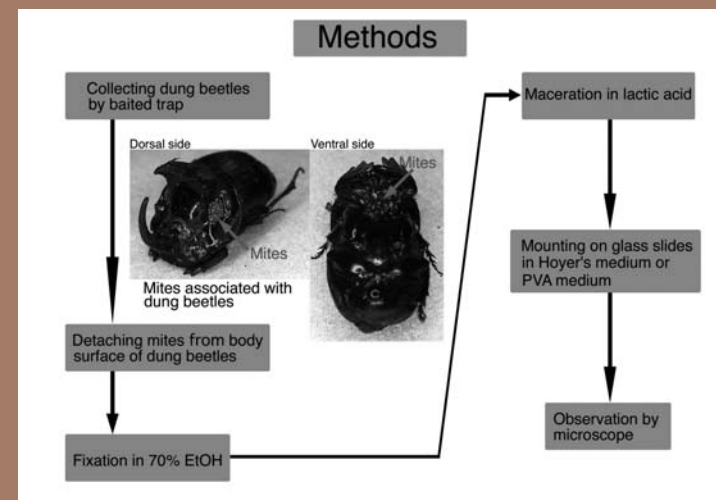 Methods
Collecting dung beetles
by baited trap
Dorsal side
Mites
Mites associated with
dung beetles
Ventral side
Mites
Detaching mites from body
surface of dung beetles
Fixation in 70% EtOH
Maceration in lactic acid
Mounting on glass slides
in Hoyer's medium or
PVA medium
Observation by
microscope